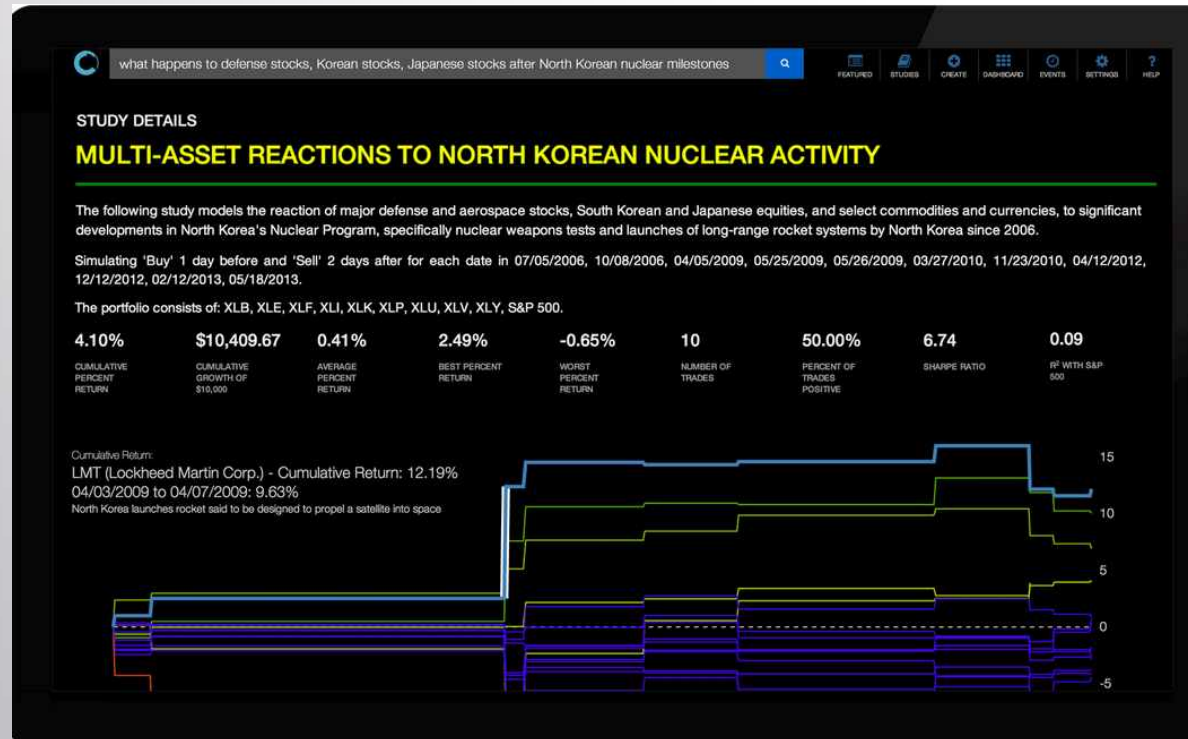 what happens to defense stocks, Korean stocks, Japanese stocks after North Korean nuclear milestones
FEATURED
STUDIES
CREATE
DASHBOARD
EVENTS
SETTINGS
?
HELP
STUDY DETAILS
MULTI-ASSET REACTIONS TO NORTH KOREAN NUCLEAR ACTIVITY
The following study models the reaction of major defense and aerospace stocks, South Korean and Japanese equities, and select commodities and currencies, to significant
developments in North Korea's Nuclear Program, specifically nuclear weapons tests and launches of long-range rocket systems by North Korea since 2006.
Simulating 'Buy' 1 day before and 'Sell' 2 days after for each date in 07/05/2006, 10/08/2006, 04/05/2009, 05/25/2009, 05/26/2009, 03/27/2010, 11/23/2010, 04/12/2012,
12/12/2012, 02/12/2013, 05/18/2013.
The portfolio consists of: XLB, XLE, XLF, XLI, XLK, XLP, XLU, XLV, XLY, S&P 500.
4.10%
CUMULATIVE
PERCENT
RETURN
$10,409.67
CUMULATIVE
GROWTH OF
$10,000
0.41%
AVERAGE
PERCENT
RETURN
2.49%
BEST PERCENT
RETURN
-0.65%
WORST
PERCENT
RETURN
10
NUMBER OF
TRADES
50.00%
PERCENT OF
TRADES
POSITIVE
6.74
SHARPE RATIO
0.09
R² WITH S&P
500
Cumulative Return:
LMT (Lockheed Martin Corp.) - Cumulative Return: 12.19%
04/03/2009 to 04/07/2009: 9.63%
North Korea launches rocket said to be designed to propel a satellite into space
15
10
5
0
-5